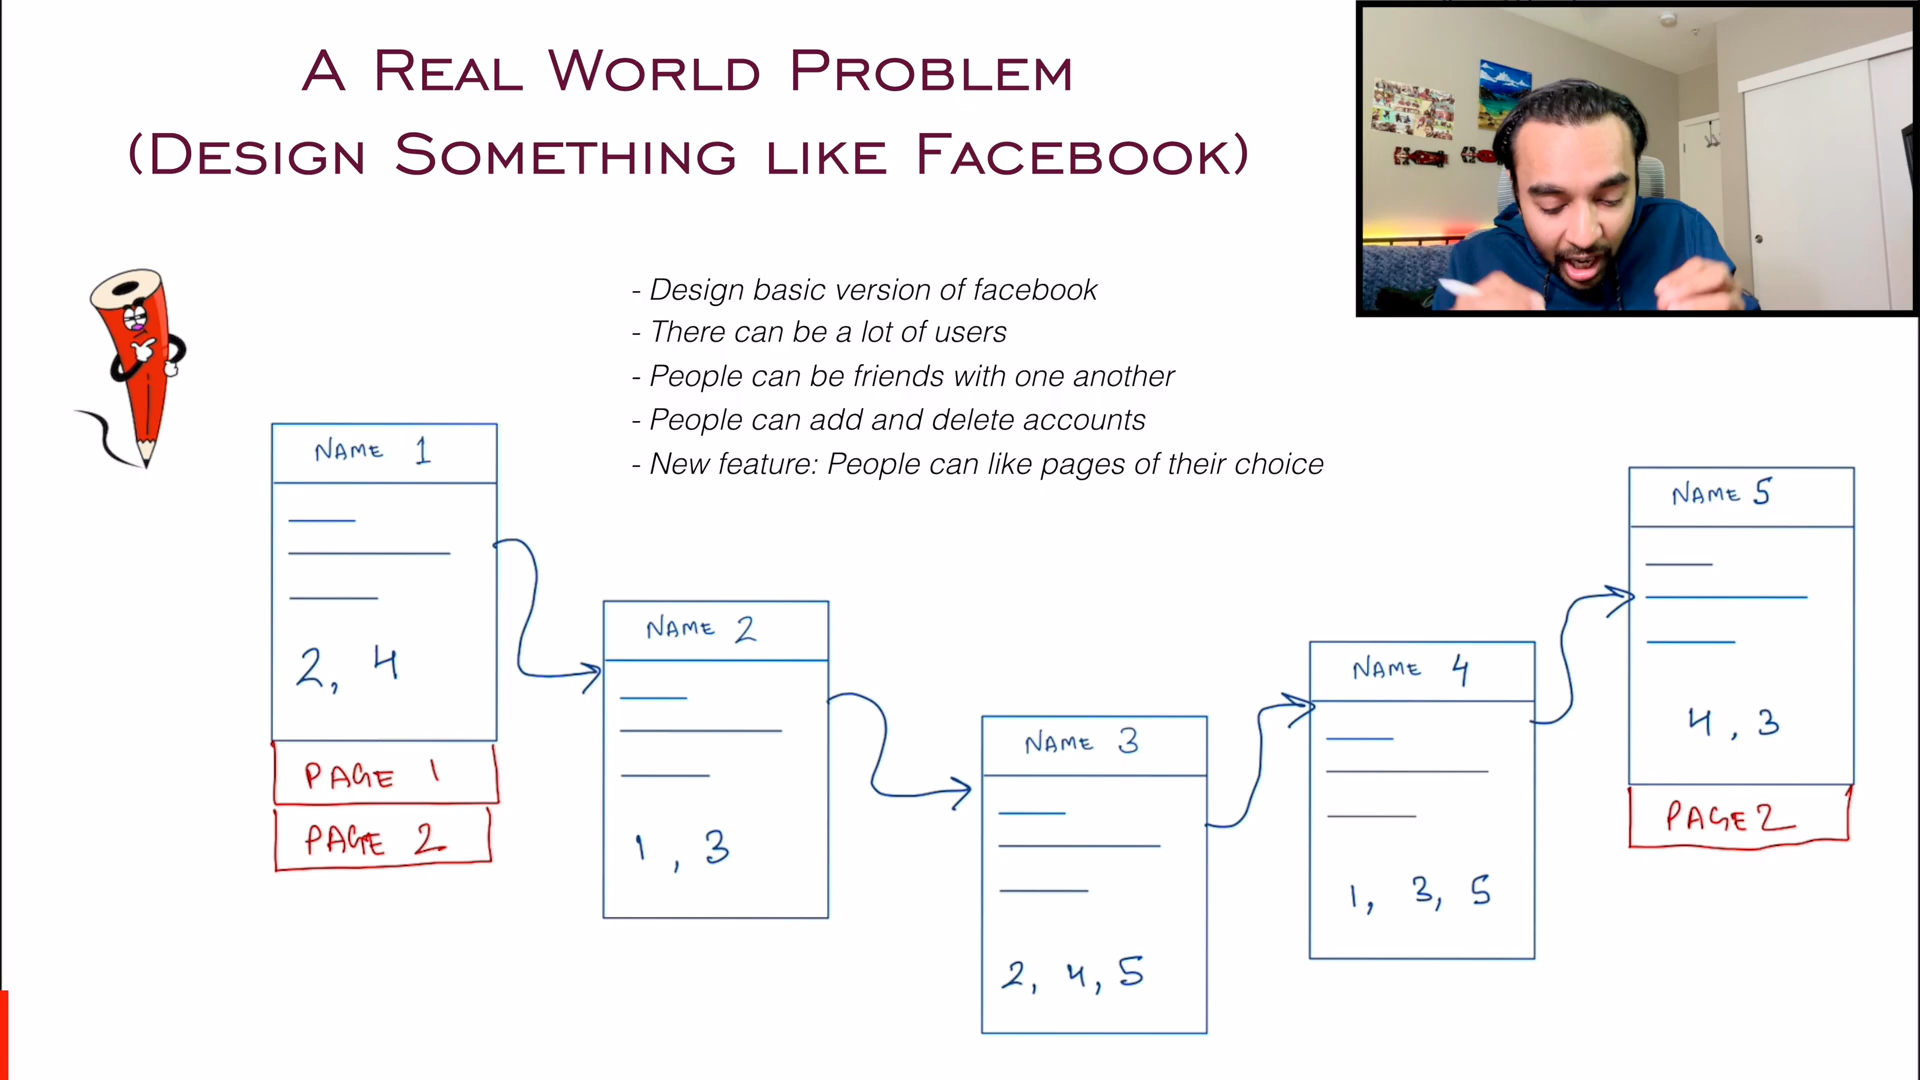 A REAL WORLD PROBLEM
(DESIGN SOMETHING LIKE FACEBOOK)
- Design basic version of facebook
- There can be a lot of users
- People can be friends with one another
- People can add and delete accounts
- New feature: People can like pages of their choice
NAME 1
2, 4
PAGE 1
PAGE 2
NAME 2
1, 3
NAME 3
2, 4, 5
NAME 4
1, 3, 5
NAME 5
4, 3
PAGE 2